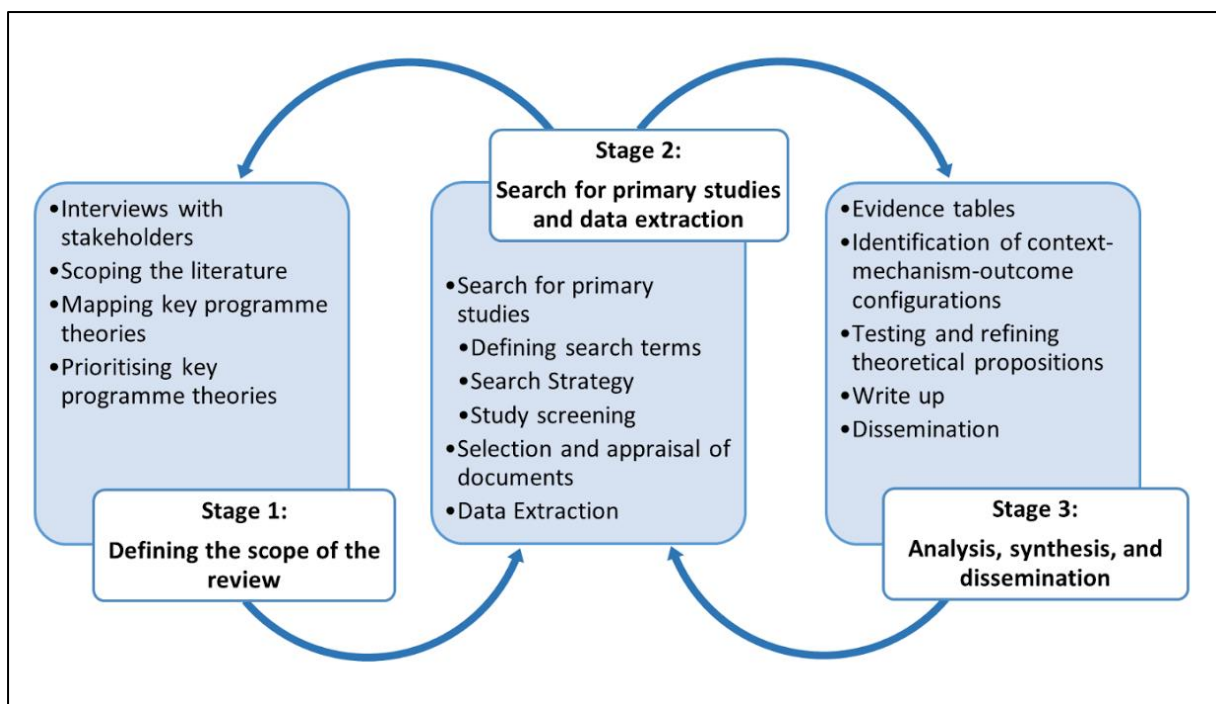 •Interviews with
stakeholders
•Scoping the literature
•Mapping key programme
theories
•Prioritising key
programme theories
Stage 1:
Defining the scope of the
review
Stage 2:
Search for primary studies
and data extraction
•Search for primary
studies
•Defining search terms
•Search Strategy
•Study screening
•Selection and appraisal of
documents
•Data Extraction
•Evidence tables
•Identification of context-
mechanism-outcome
configurations
•Testing and refining
theoretical propositions
•Write up
•Dissemination
Stage 3:
Analysis, synthesis, and
dissemination